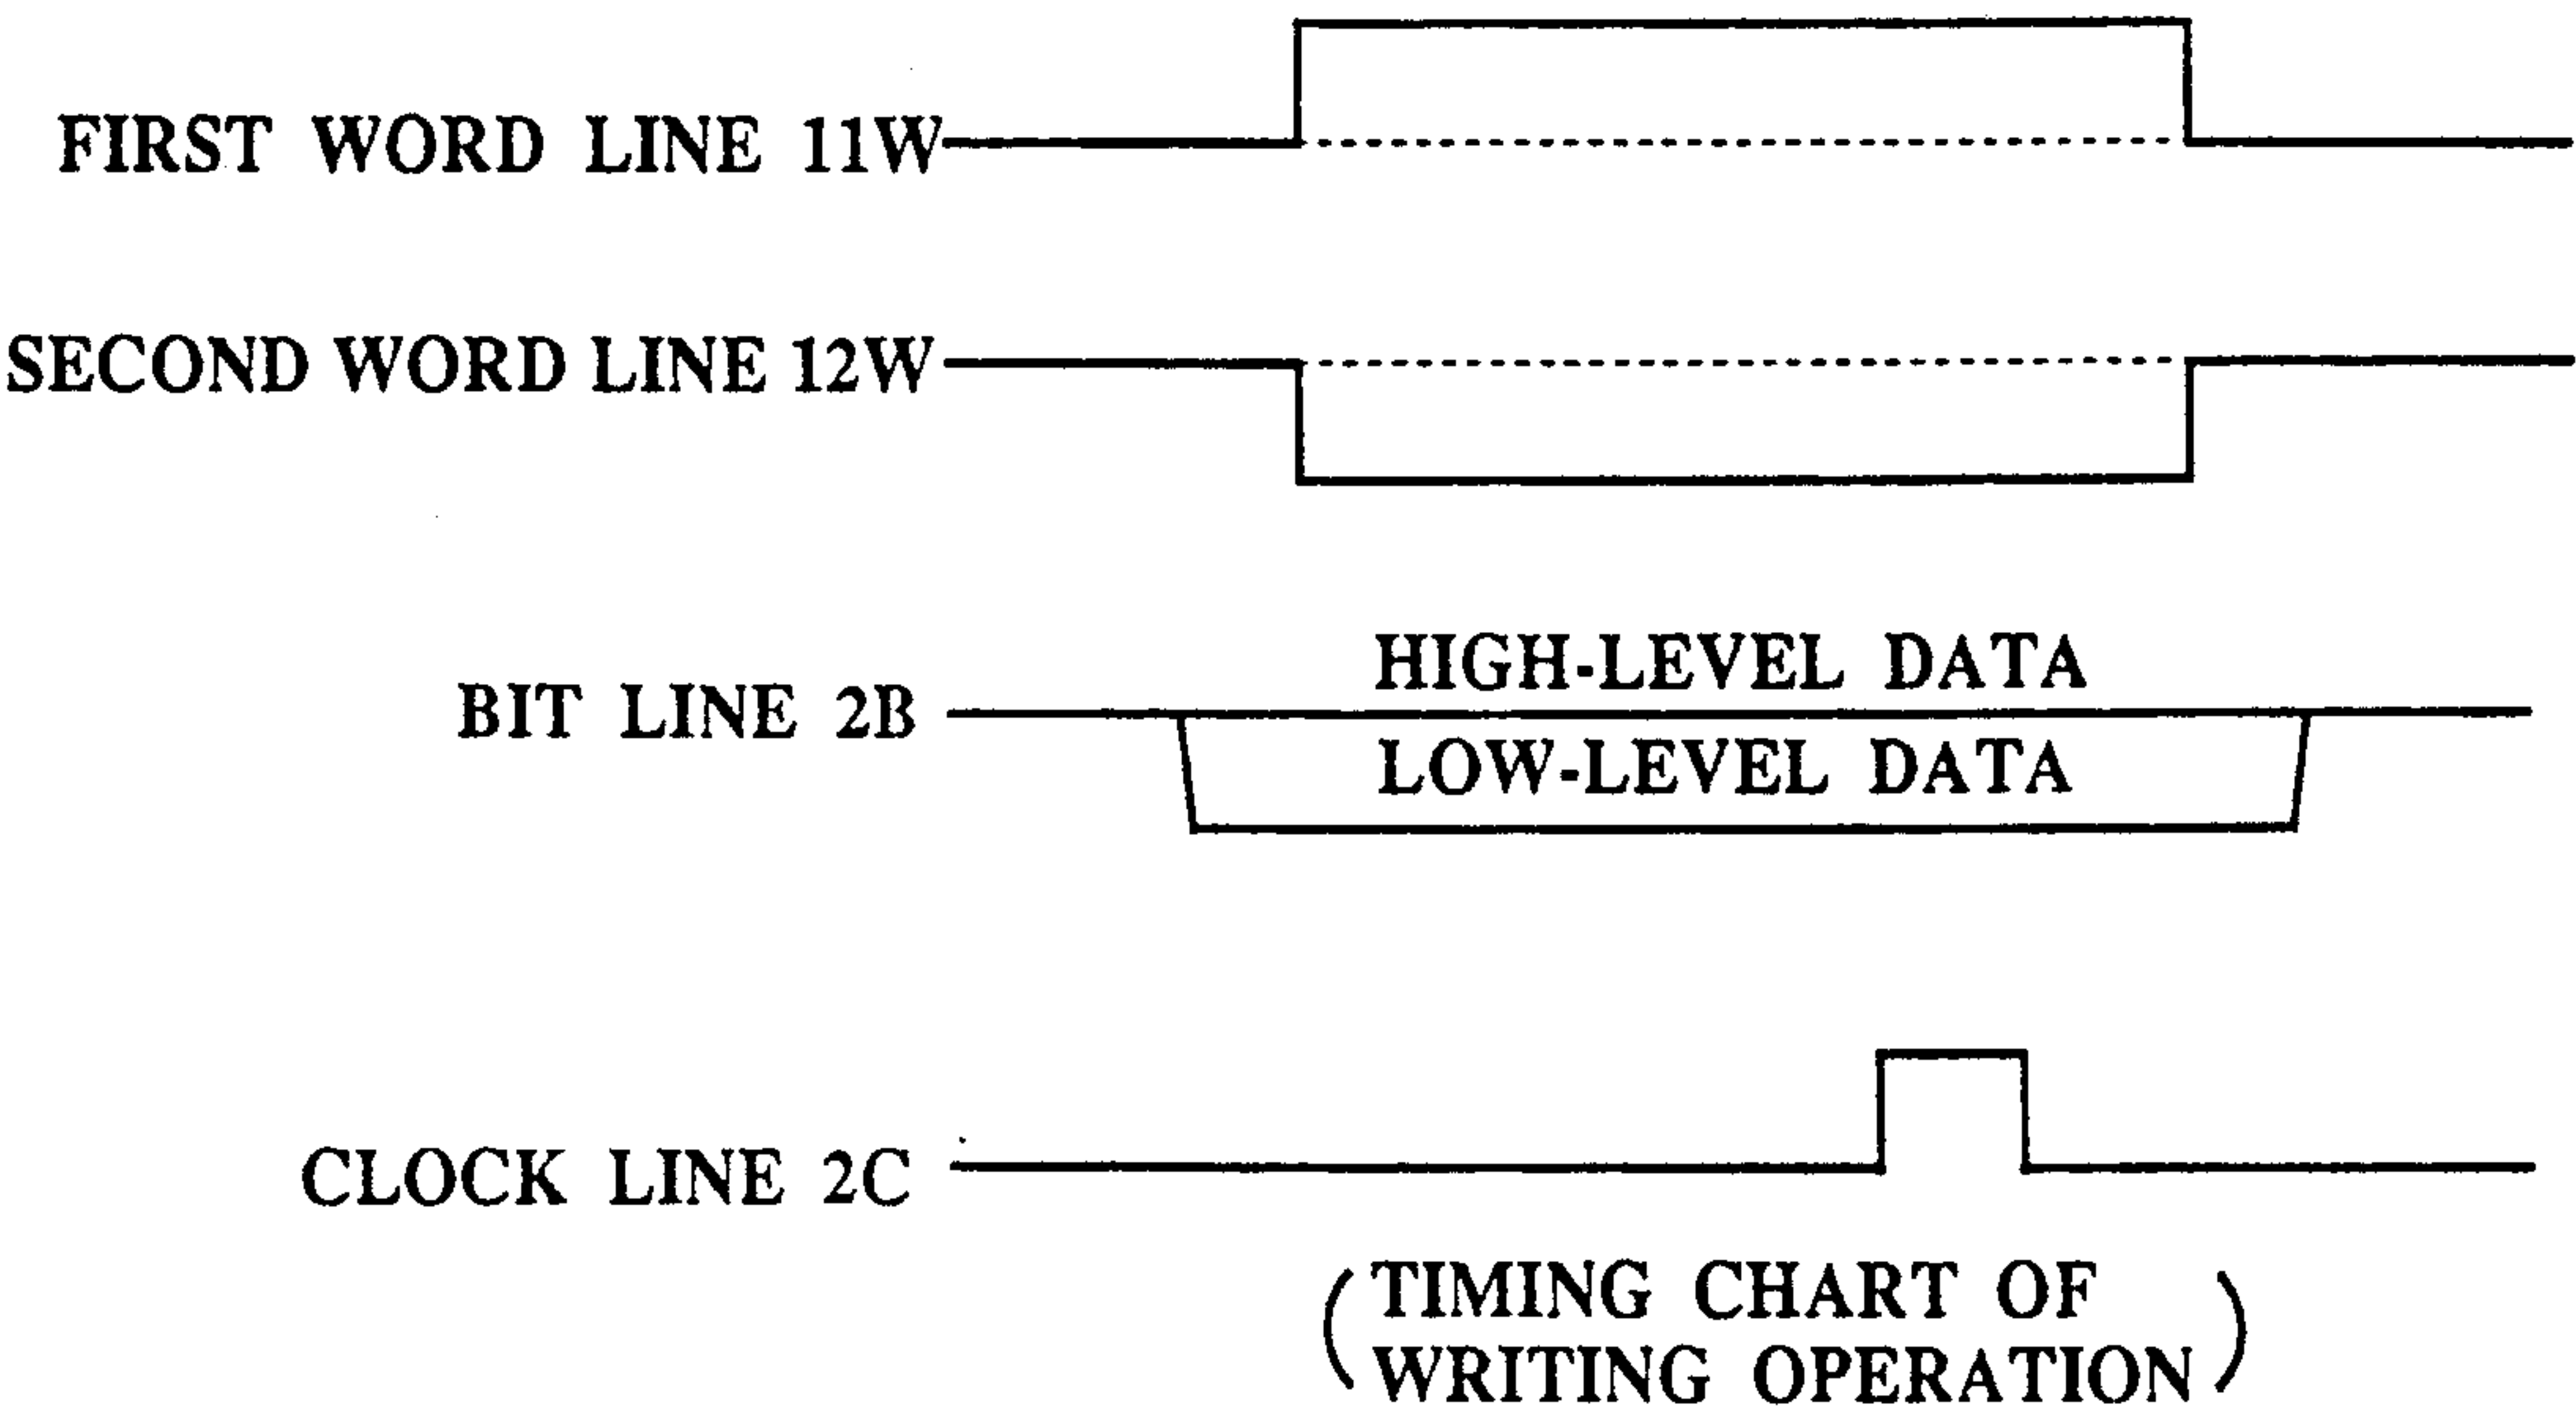 FIRST WORD LINE 11W
SECOND WORD LINE 12W
HIGH-LEVEL DATA
BIT LINE 2B
LOW-LEVEL DATA
CLOCK LINE 2C
(TIMING CHART OF
WRITING OPERATION)